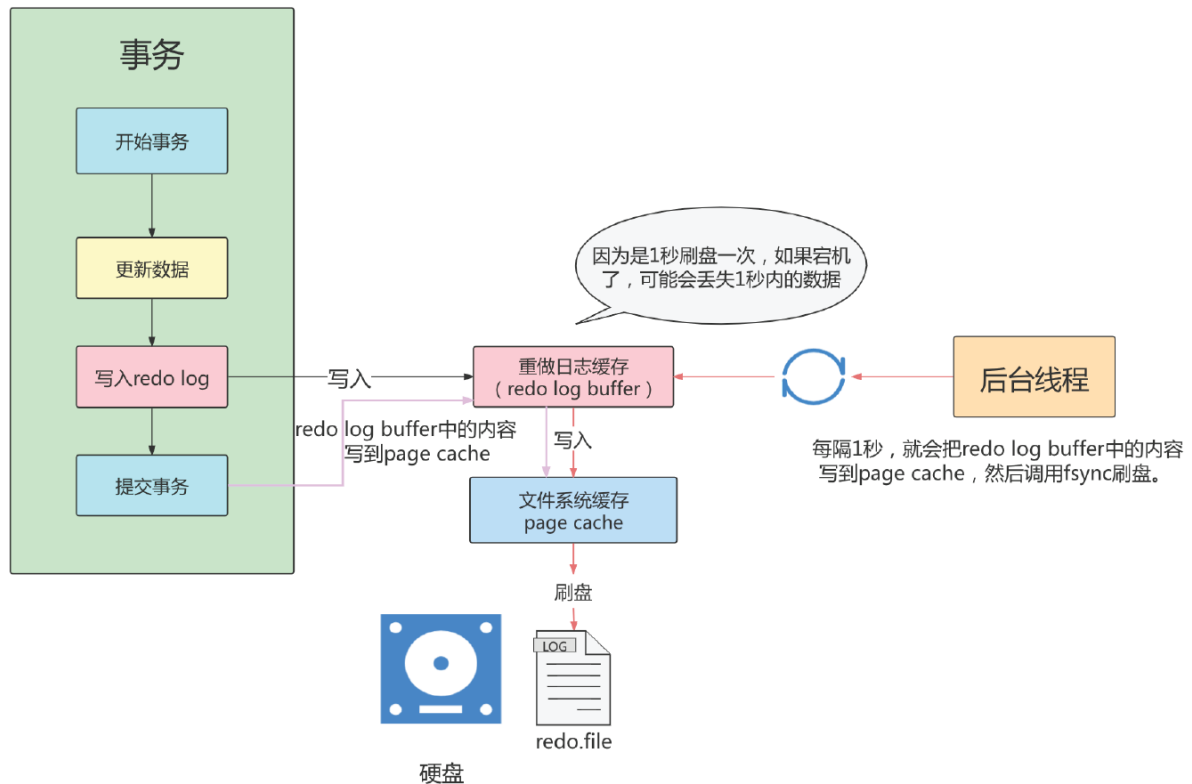 事务
开始事务
更新数据
写入redo log
提交事务
写入
redo log buffer中的内容
写到page cache
因为是1秒刷盘一次，如果宕机
了，可能会丢失1秒内的数据
重做日志缓存
（redo log buffer）
写入
文件系统缓存
page cache
刷盘
LOG
redo.file
硬盘
后台线程
每隔1秒，就会把redo log buffer中的内容
写到page cache，然后调用fsync刷盘。